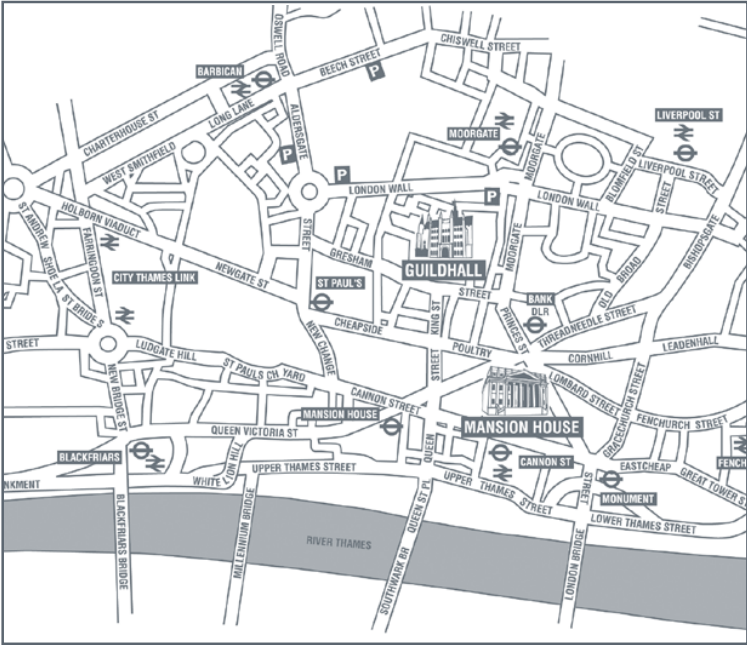 OSWELL ROAD
CHISWELL STREET
BEECH STREET
BARBICAN
P
LONG LANE
CHARTERHOUSE ST
ALDERSGATE
STREET
WEST SMITHFIELD
MOORGATE
MOORGATE
LIVERPOOL ST
LIVERPOOL STREET
BLOMFIELD ST
P
P
P
LONDON WALL
LONDON WALL
STREET
BISHOPSGATE
HOLBORN VIADUCT
ST ANDREW
SHOE LA
ST BRIDE S
FARRINGDON ST
CITY THAMES LINK
NEWGATE ST
GRESHAM
STREET
GUILDHALL
MOORGATE
OLD
BROAD
ST PAUL'S
BANK
DLR
THREADNEEDLE STREET
KING ST
PRINCES ST
CHEAPSIDE
POULTRY
CORNHILL
LEADENHALL
STREET
LUDGATE HILL
ST PAULS CH YARD
NEW CHANGE
STREET
CANNON STREET
LOMBARD STREET
GRACECHURCH STREET
FENCHURCH STREET
NEW BRIDGE ST
MANSION HOUSE
MANSION HOUSE
QUEEN VICTORIA ST
QUEEN
BLACKFRIARS
WHITE LION HILL
UPPER THAMES STREET
CANNON ST
EASTCHEAP
FENCH
GREAT TOWER S
NKMENT
UPPER THAMES STREET
STREET
MONUMENT
LOWER THAMES STREET
QUEEN ST PL
BLACKFRIARS BRIDGE
MILLENNIUM BRIDGE
RIVER THAMES
SOUTHWARK BR
LONDON BRIDGE